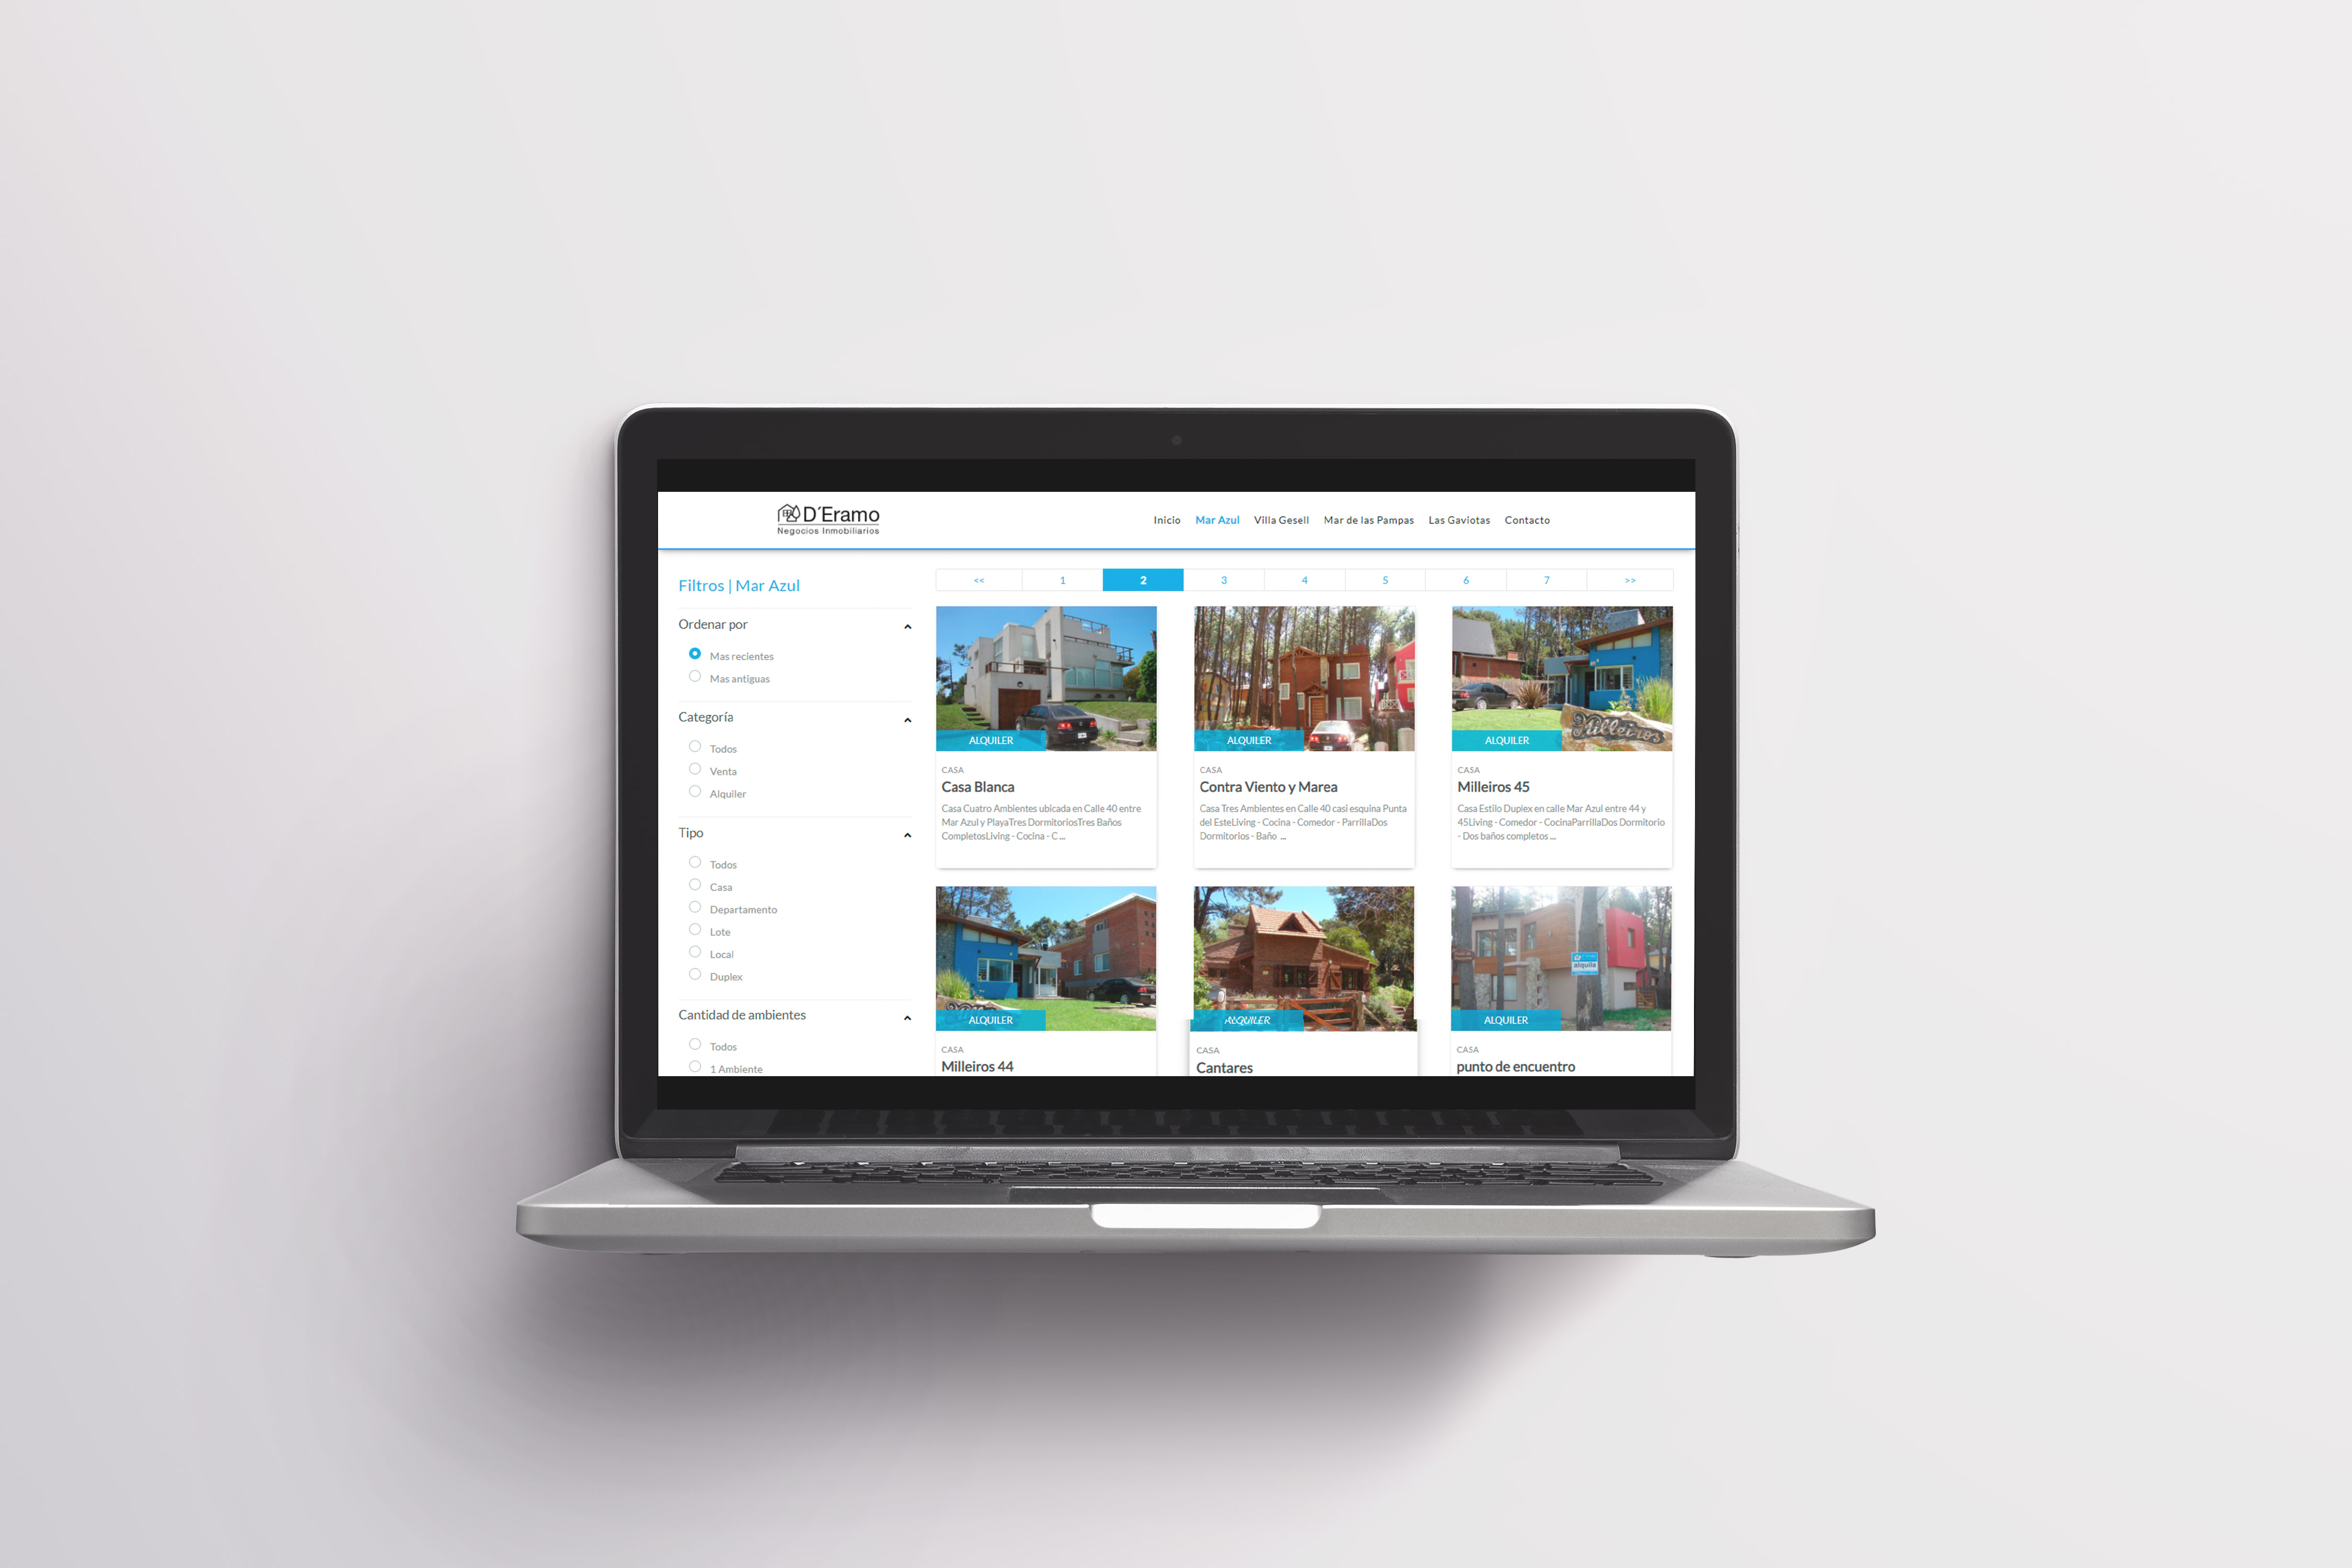 D´Eramo
Negocios Inmobiliarios
Inicio Mar Azul Villa Gesell Mar de las Pampas Las Gaviotas Contacto
Filtros | Mar Azul
Ordenar por
Mas recientes
Mas antiguas
Categoría
Todos
Venta
Alquiler
Tipo
Todos
Casa
Departamento
Lote
Local
Duplex
Cantidad de ambientes
Todos
1 Ambiente
<< 1 2 3 4 5 6 7 >>
ALQUILER
CASA
Casa Blanca
Casa Cuatro Ambientes ubicada en Calle 40 entre
Mar Azul y PlayaTres DormitoriosTres Baños
CompletosLiving - Cocina - C ...
ALQUILER
CASA
Contra Viento y Marea
Casa Tres Ambientes en Calle 40 casi esquina Punta
del EsteLiving - Cocina - Comedor - ParrillaDos
Dormitorios - Baño ...
Milleiros
ALQUILER
CASA
Milleiros 45
Casa Estilo Duplex en calle Mar Azul entre 44 y
45Living - Comedor - CocinaParrillaDos Dormitorio
- Dos baños completos ...
ALQUILER
CASA
Milleiros 44
ALQUILER
CASA
Cantares
alquila
ALQUILER
CASA
punto de encuentro